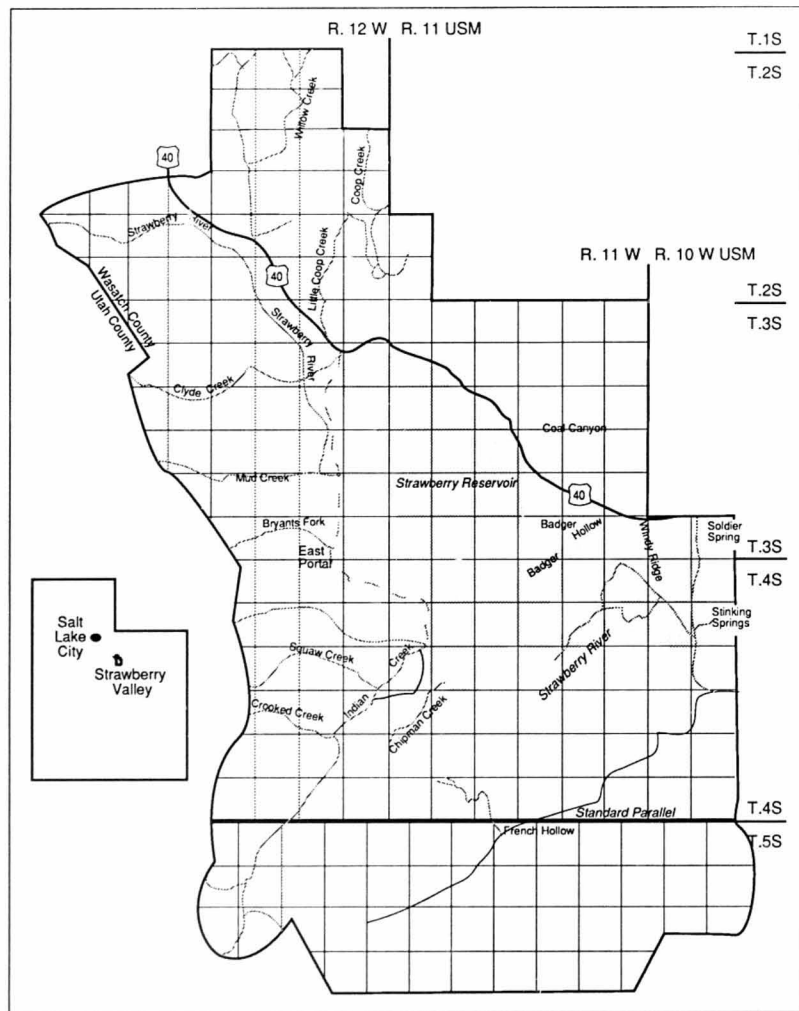 R. 12 W R. 11 USM
T.1S
T.2S
Willow Creek
40
Coop Creek
Strawberry River
Little Coop Creek
R. 11 W R. 10 W USM
40
Wasatch County
Utah County
T.2S
T.3S
Strawberry River
Clyde Creek
Coal Canyon
Mud Creek
Strawberry Reservoir
40
Bryants Fork
Badger Hollow
Windy Ridge
Soldier
Spring
East
Portal
T.3S
Badger
T.4S
Salt
Lake
City
Strawberry
Valley
Stinking
Springs
Squaw Creek
Indian Creek
Strawberry River
Crooked Creek
Chipman Creek
Standard Parallel
T.4S
French Hollow
T.5S